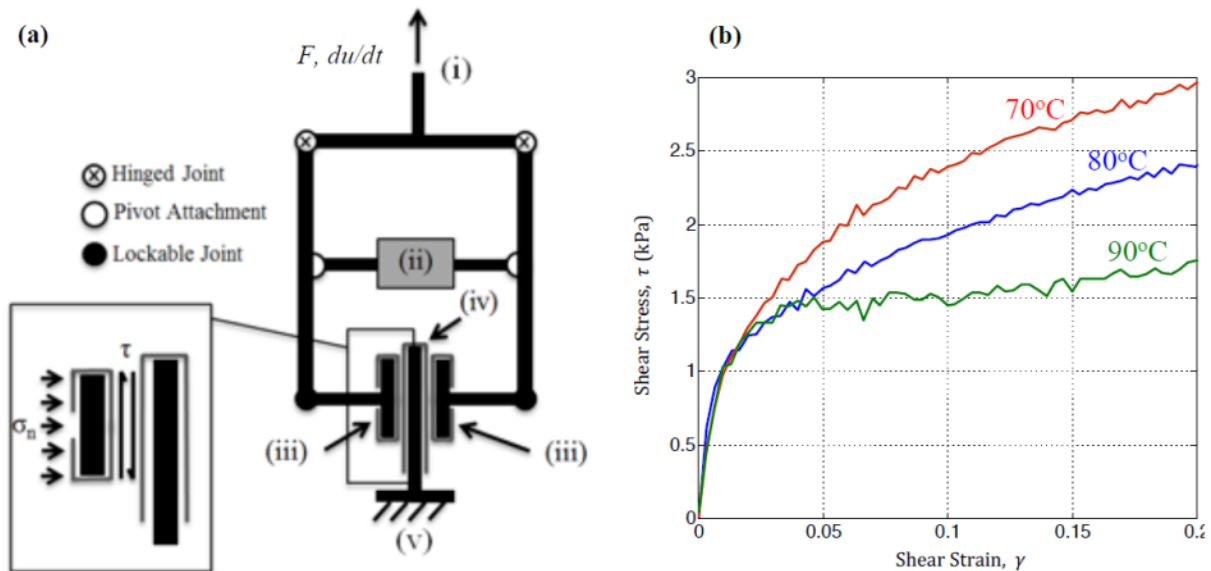 (a)
F, du/dt
(i)
Hinged Joint
Pivot Attachment
Lockable Joint
(ii)
(iv)
τ
σn
(iii)
(iii)
(v)
(b)
3
2.5
2
1.5
1
0.5
0
70°C
80°C
90°C
Shear Stress, τ (kPa)
0
0.05
0.1
0.15
0.2
Shear Strain, γ